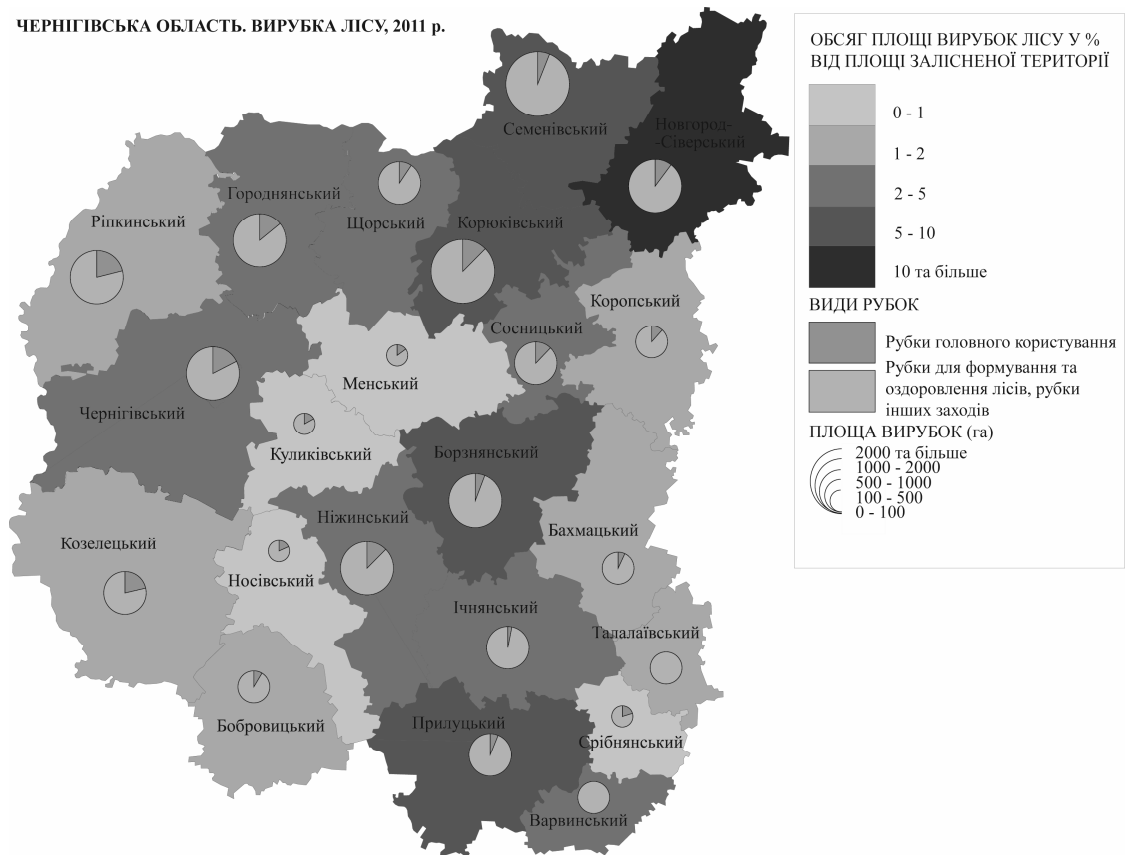 ЧЕРНІГІВСЬКА ОБЛАСТЬ. ВИРУБКА ЛІСУ, 2011 р.
Семенівський
Новгород-
-Сіверський
Городнянський
Щорський
Корюківський
Ріпкинський
Коропський
Сосницький
Менський
Чернігівський
Куликівський
Борзнянський
Ніжинський
Бахмацький
Козелецький
Носівський
Ічнянський
Талалаївський
Бобровицький
Прилуцький
Срібнянський
Варвинський
ОБСЯГ ПЛОЩІ ВИРУБОК ЛІСУ У %
ВІД ПЛОЩІ ЗАЛІСНЕНОЇ ТЕРИТОРІЇ
0 - 1
1 - 2
2 - 5
5 - 10
10 та більше
ВИДИ РУБОК
Рубки головного користування
Рубки для формування та
оздоровлення лісів, рубки
інших заходів
ПЛОЩА ВИРУБОК (га)
2000 та більше
1000 - 2000
500 - 1000
100 - 500
0 - 100